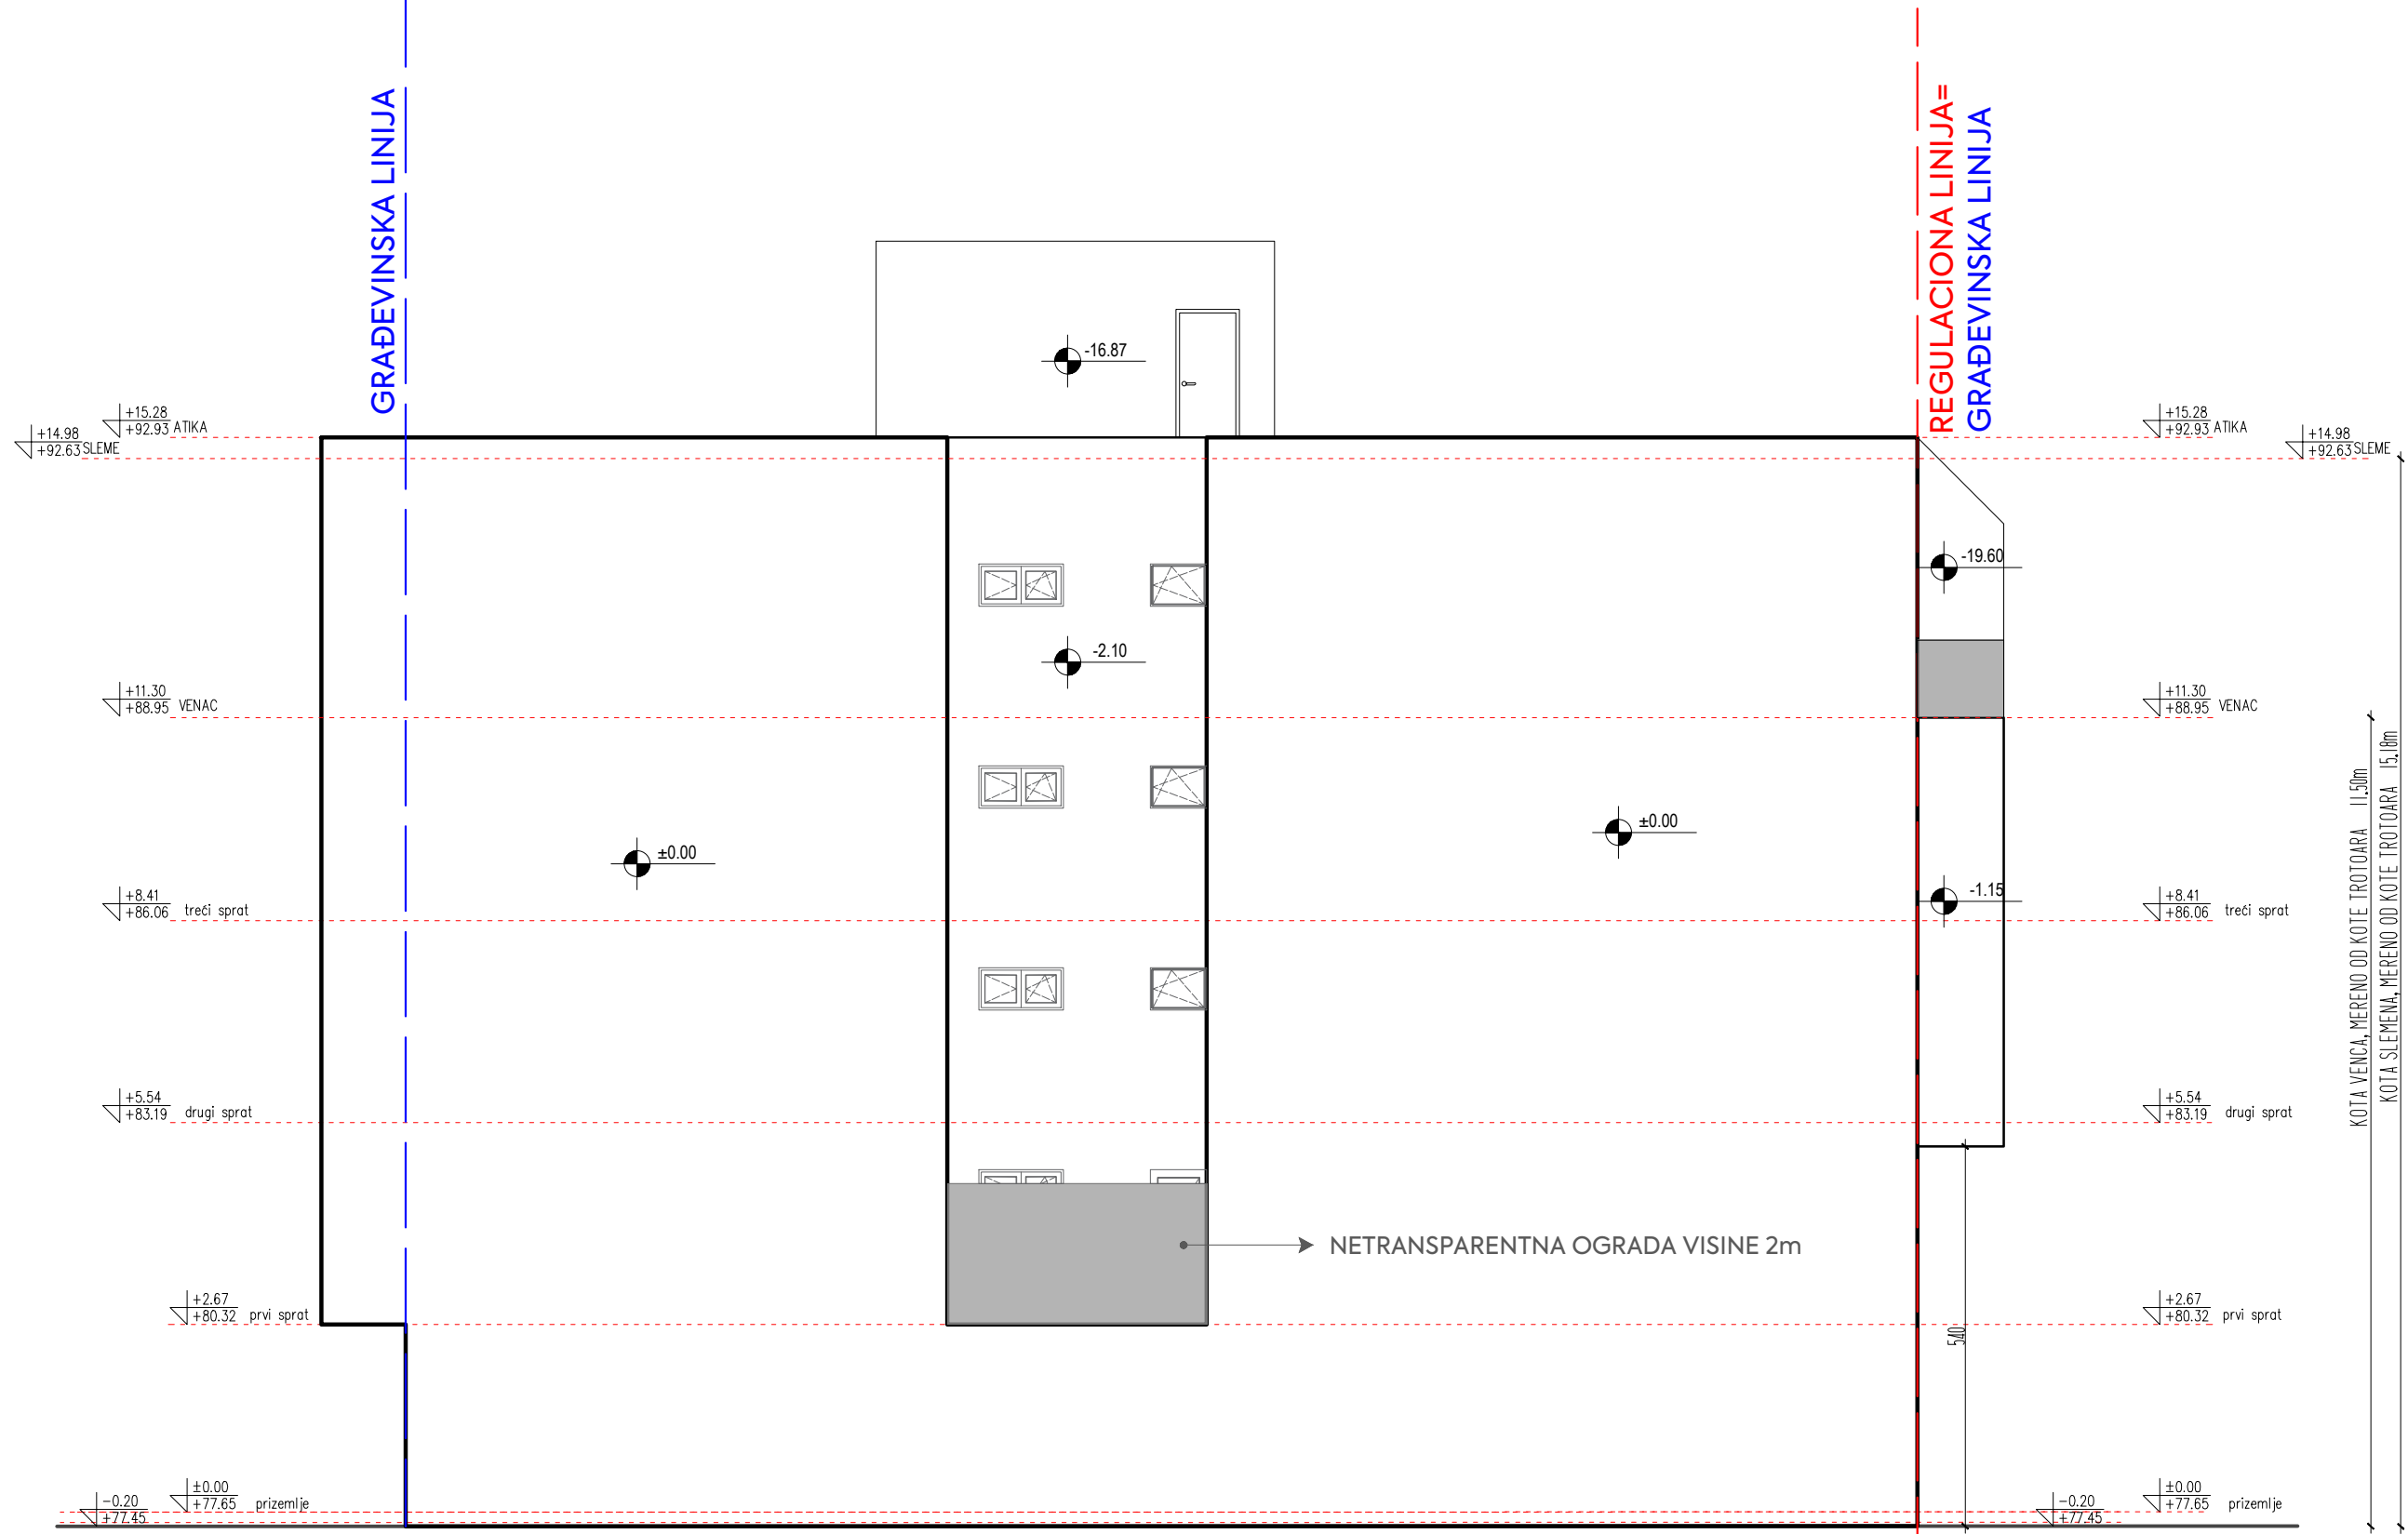 GRAĐEVINSKA LINIJA
REGULACIONA LINIJA=
GRAĐEVINSKA LINIJA
-16.87
+15.28
+92.93 ATIKA
+14.98
+92.63 SLEME
+15.28
+92.93 ATIKA
+14.98
+92.63 SLEME
-19.60
-2.10
+11.30
+88.95 VENAC
+11.30
+88.95 VENAC
±0.00
±0.00
-1.15
+8.41
+86.06 treći sprat
+8.41
+86.06 treći sprat
KOTA VENCA, MERENO OD KOTE TROTOARA 11.50m
KOTA SLEMENA, MERENO OD KOTE TROTOARA 15.18m
+5.54
+83.19 drugi sprat
+5.54
+83.19 drugi sprat
NETRANSPARENTNA OGRADA VISINE 2m
+2.67
+80.32 prvi sprat
+2.67
+80.32 prvi sprat
540
±0.00
+77.65 prizemlje
-0.20
+77.45
-0.20
+77.45
±0.00
+77.65 prizemlje